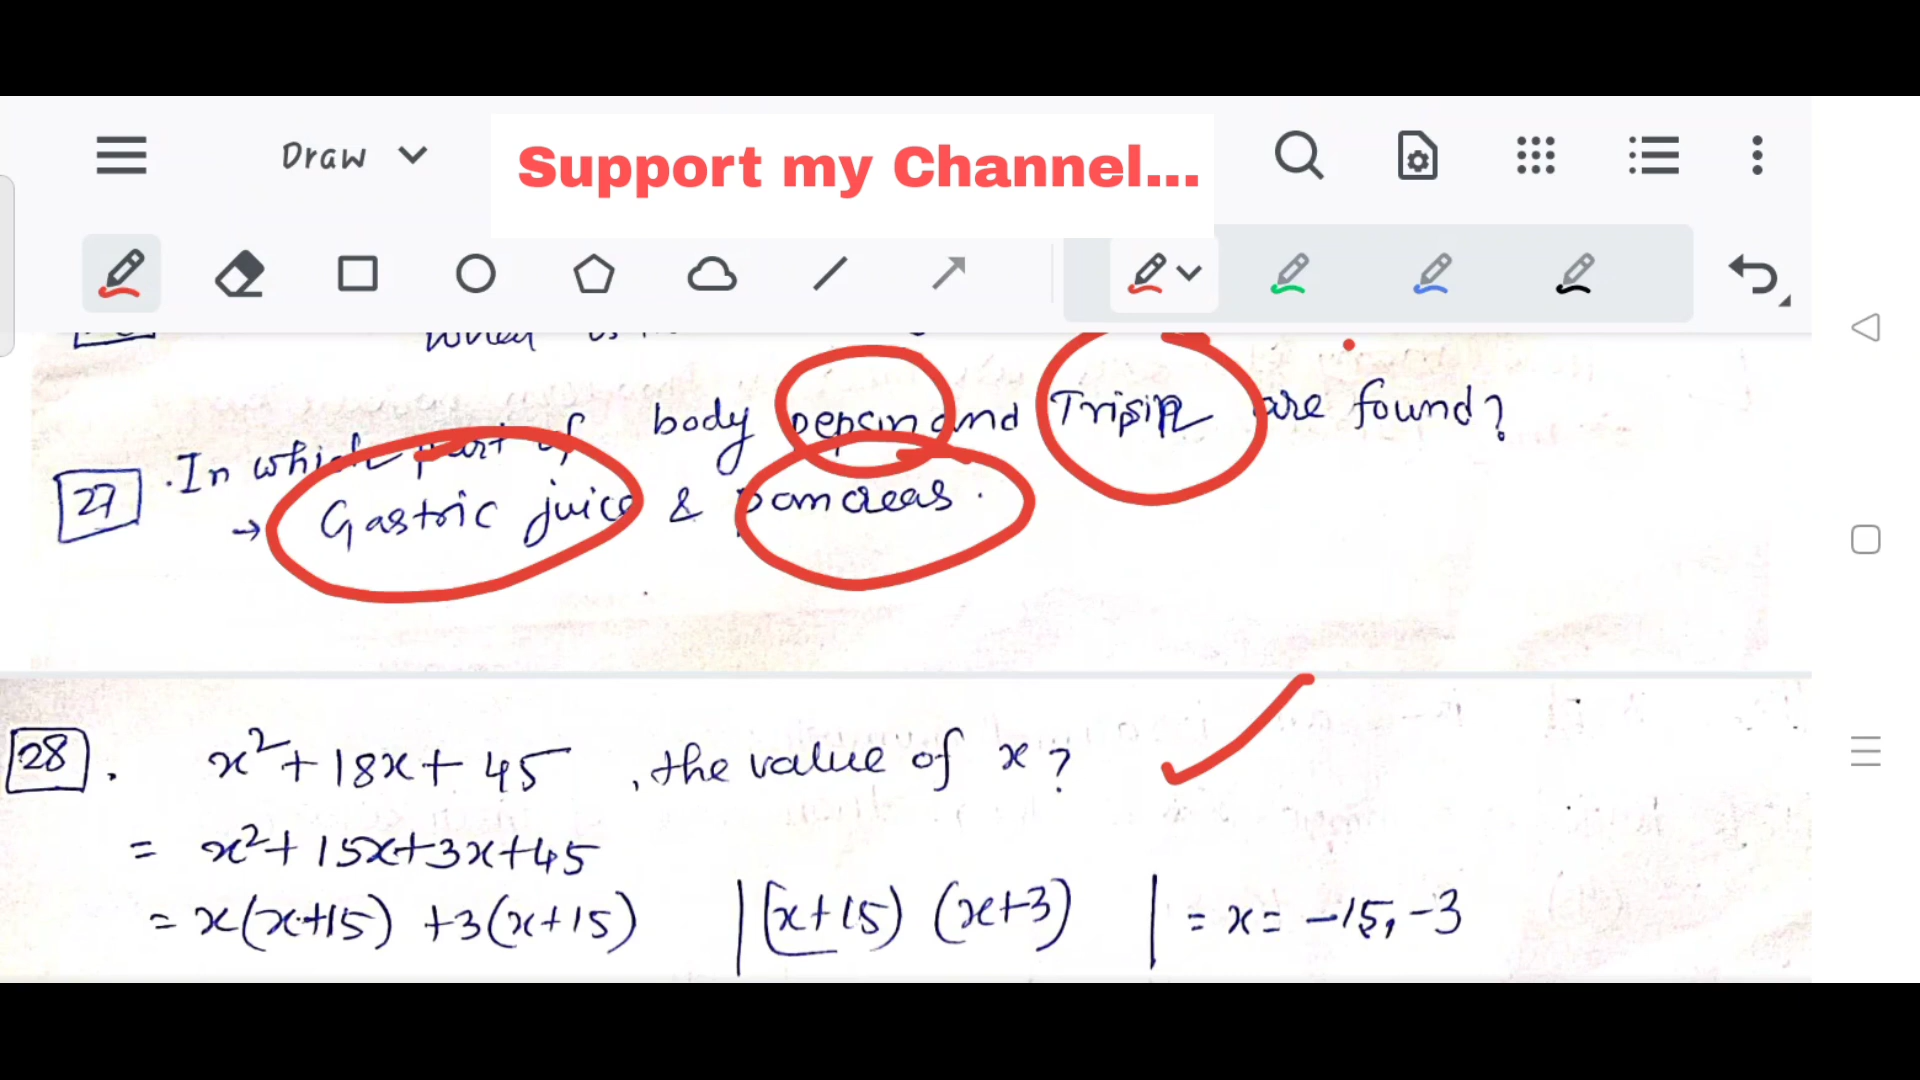 Draw
Support my Channel...
27 . In which part of body pepsin and Tripsin are found?
→ Gastric juice & pancreas.
28 . x²+18x+45 , the value of x?
= x²+15x+3x+45
= x(x+15) +3(x+15) | (x+15) (x+3) | = x= -15, -3